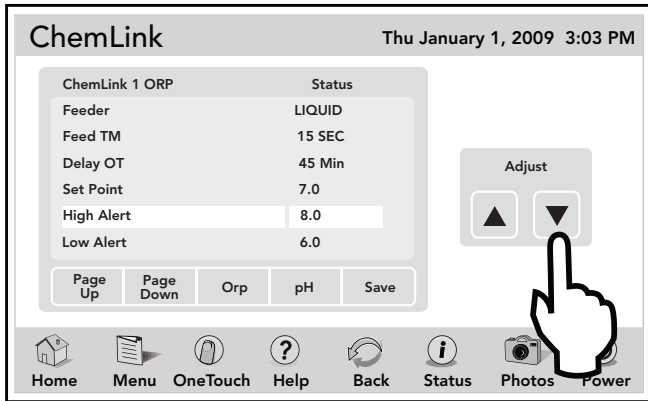 ChemLink Thu January 1, 2009 3:03 PM
ChemLink 1 ORP Status
Feeder LIQUID
Feed TM 15 SEC
Delay OT 45 Min
Set Point 7.0
High Alert 8.0
Low Alert 6.0
Adjust
Page Up Page Down Orp pH Save
Home Menu OneTouch Help Back Status Photos Power